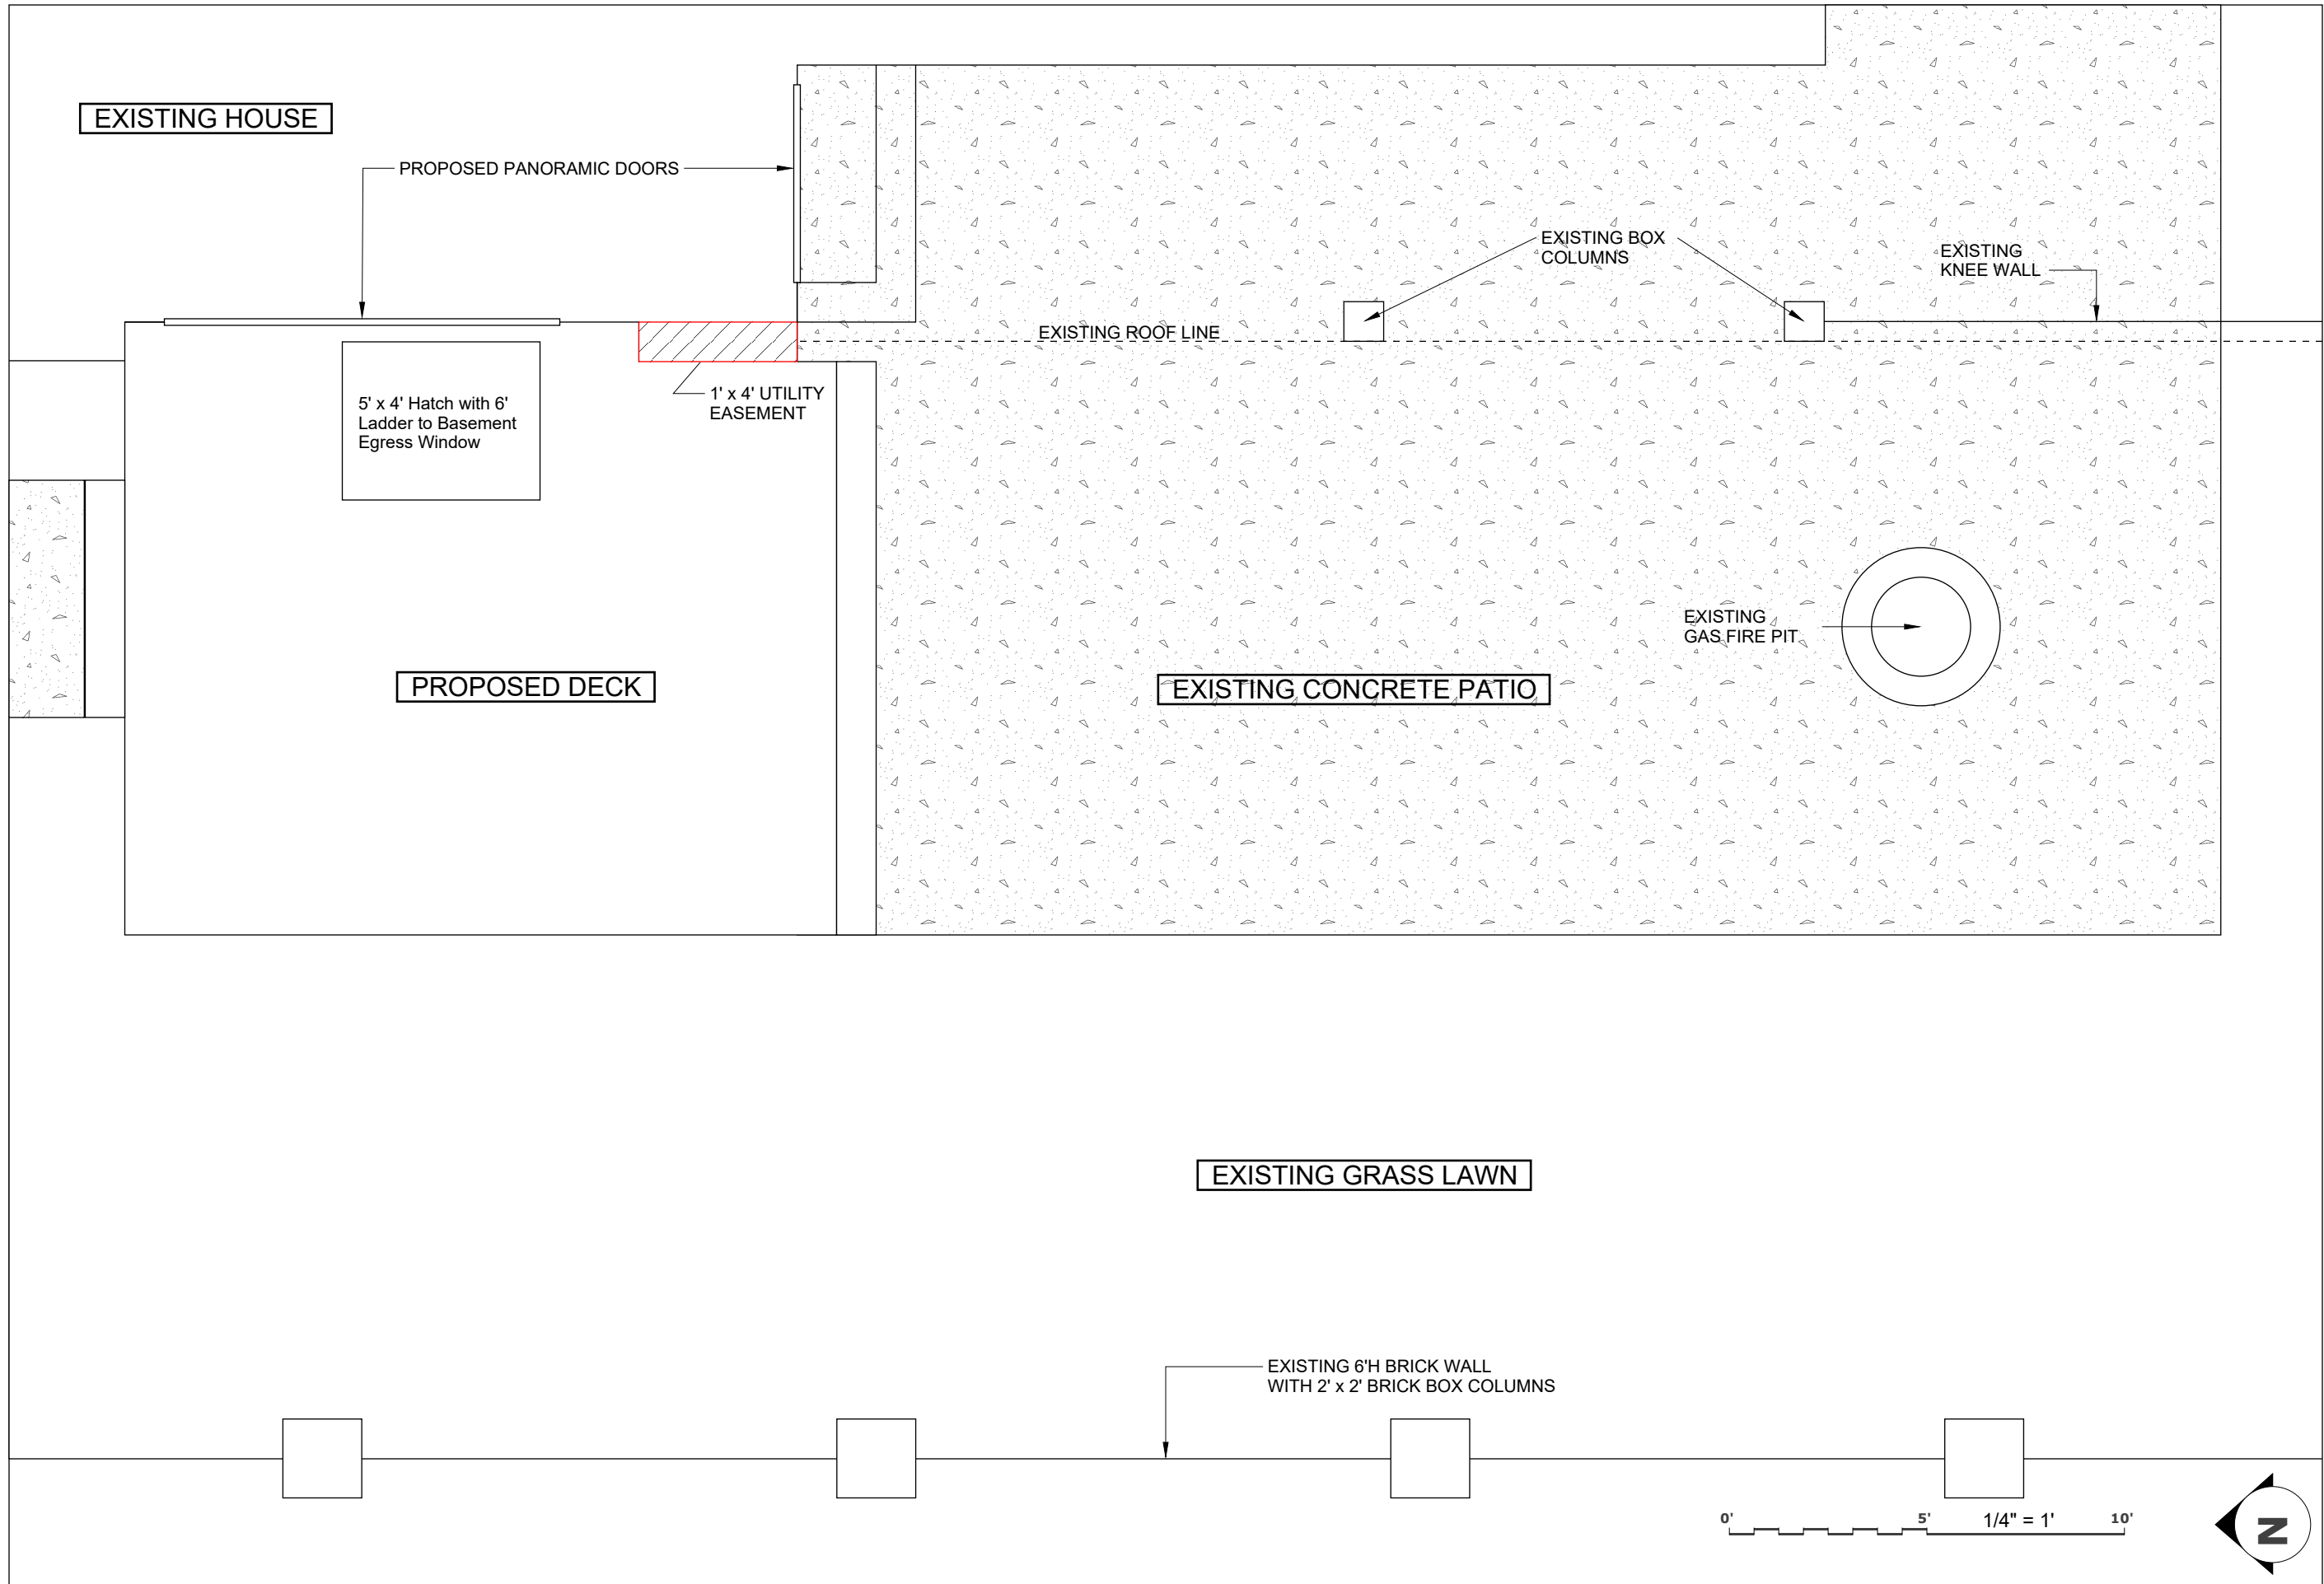 EXISTING HOUSE
PROPOSED PANORAMIC DOORS
EXISTING BOX
COLUMNS
EXISTING
KNEE WALL
EXISTING ROOF LINE
1' x 4' UTILITY
EASEMENT
5' x 4' Hatch with 6'
Ladder to Basement
Egress Window
EXISTING
GAS FIRE PIT
PROPOSED DECK
EXISTING CONCRETE PATIO
EXISTING GRASS LAWN
EXISTING 6'H BRICK WALL
WITH 2' x 2' BRICK BOX COLUMNS
0' 5' 1/4" = 1' 10'
N